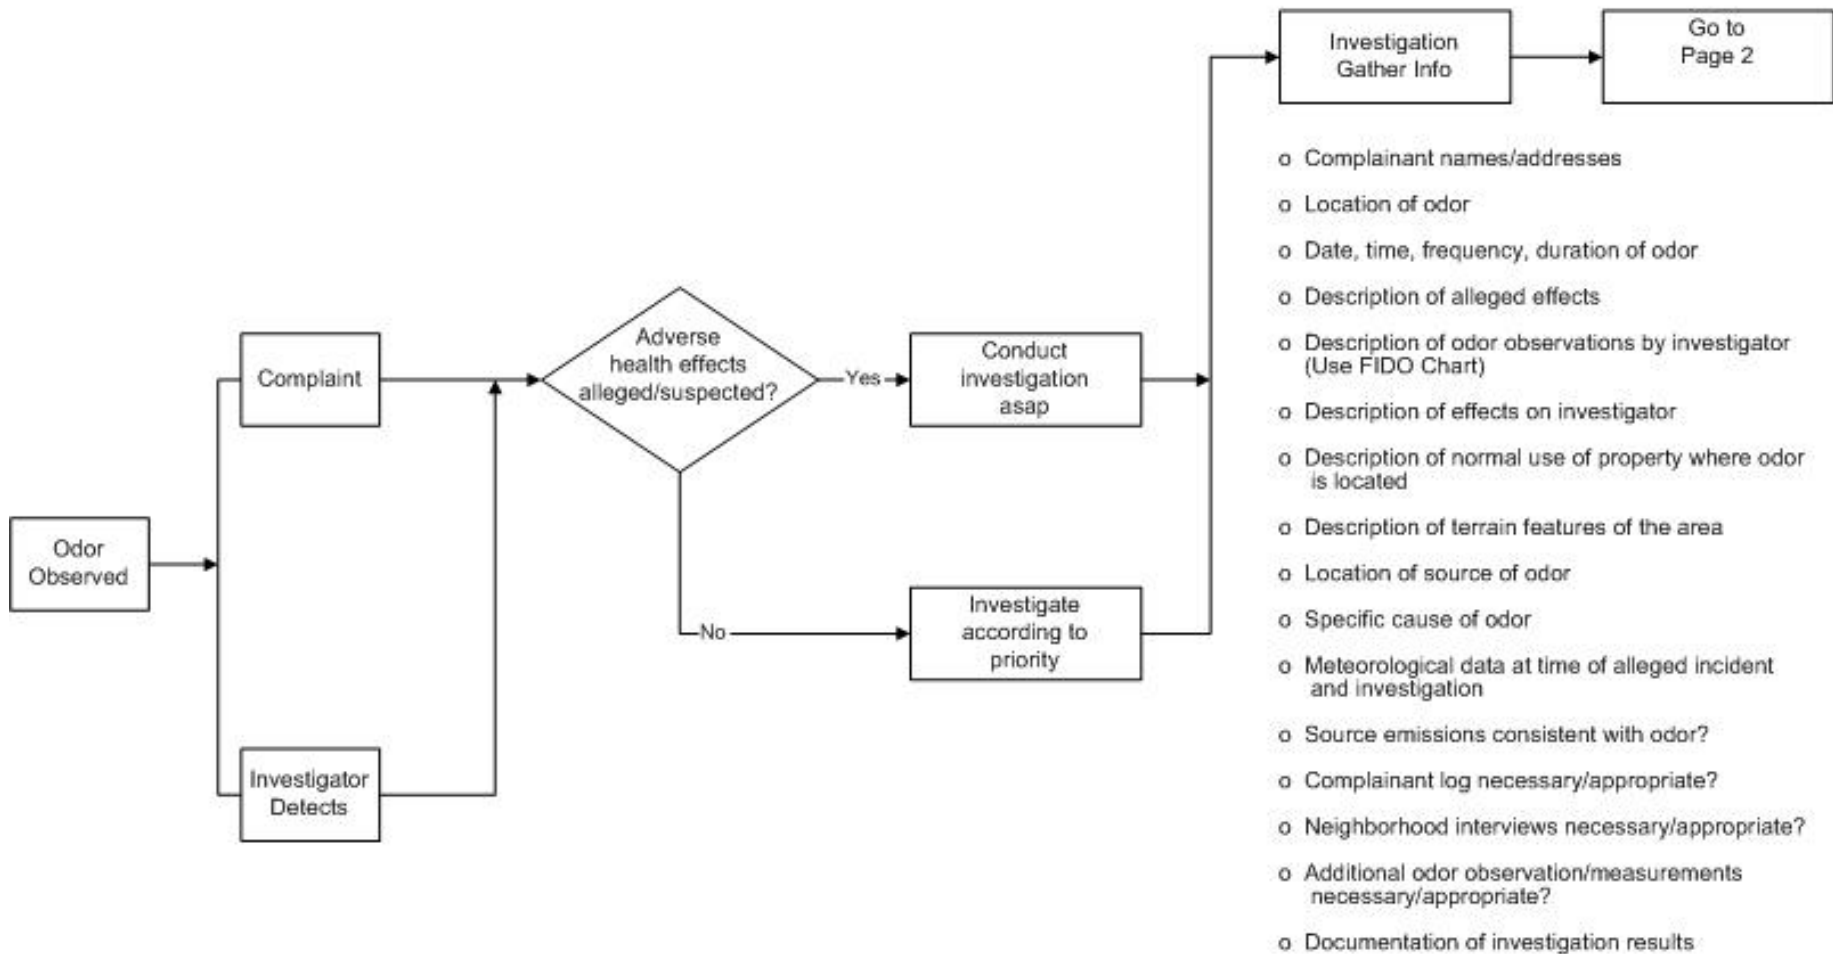 Odor
Observed
Complaint
Investigator
Detects
Adverse
health effects
alleged/suspected?
Yes
No
Conduct
investigation
asap
Investigate
according to
priority
Investigation
Gather Info
Go to
Page 2
o Complainant names/addresses
o Location of odor
o Date, time, frequency, duration of odor
o Description of alleged effects
o Description of odor observations by investigator
(Use FIDO Chart)
o Description of effects on investigator
o Description of normal use of property where odor
is located
o Description of terrain features of the area
o Location of source of odor
o Specific cause of odor
o Meteorological data at time of alleged incident
and investigation
o Source emissions consistent with odor?
o Complainant log necessary/appropriate?
o Neighborhood interviews necessary/appropriate?
o Additional odor observation/measurements
necessary/appropriate?
o Documentation of investigation results